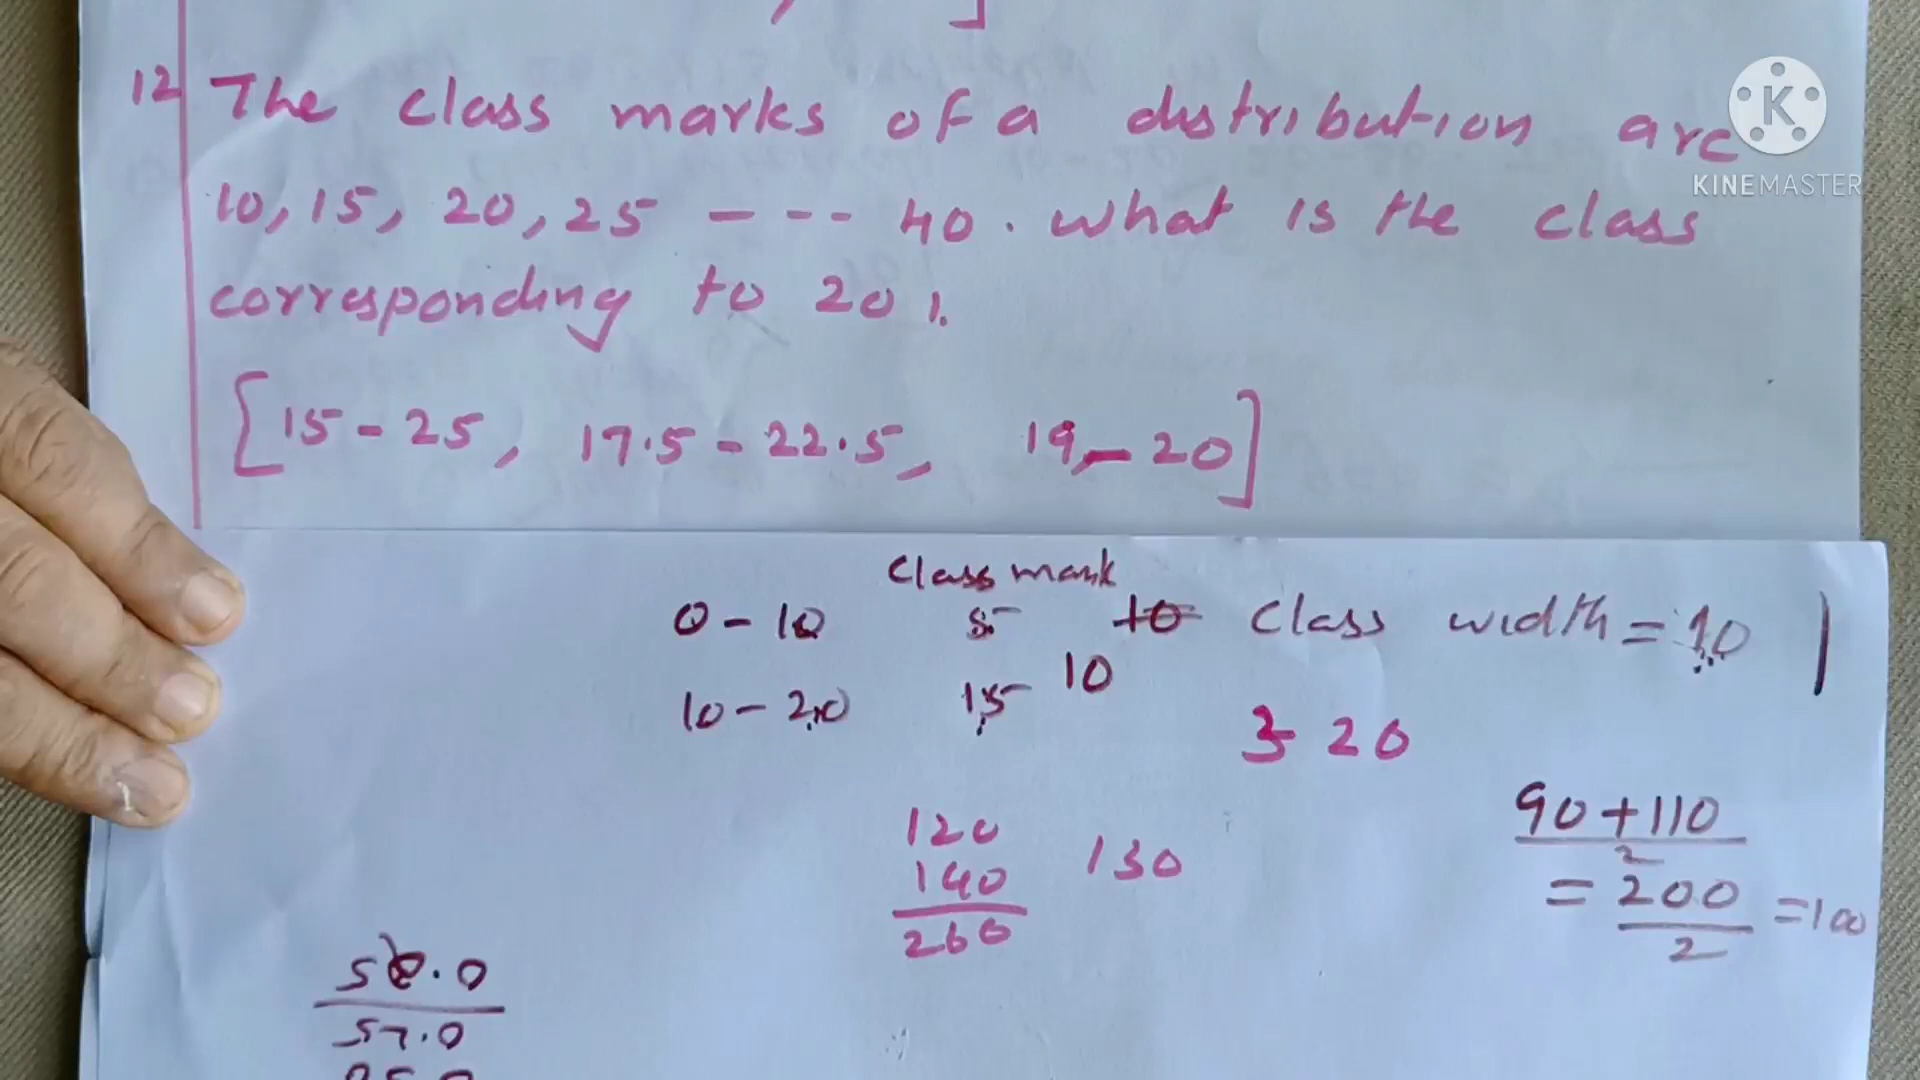 12 The class marks of a distribution are
10, 15, 20, 25 - - - 40. what is the class
corresponding to 20?
[15-25, 17.5-22.5, 19-20]
class mark
0-10 5 10 class width = 10
10-20 15 10
20
120
140 130
260
90+110
2
= 200 = 100
2
57.0
K
KINEMASTER